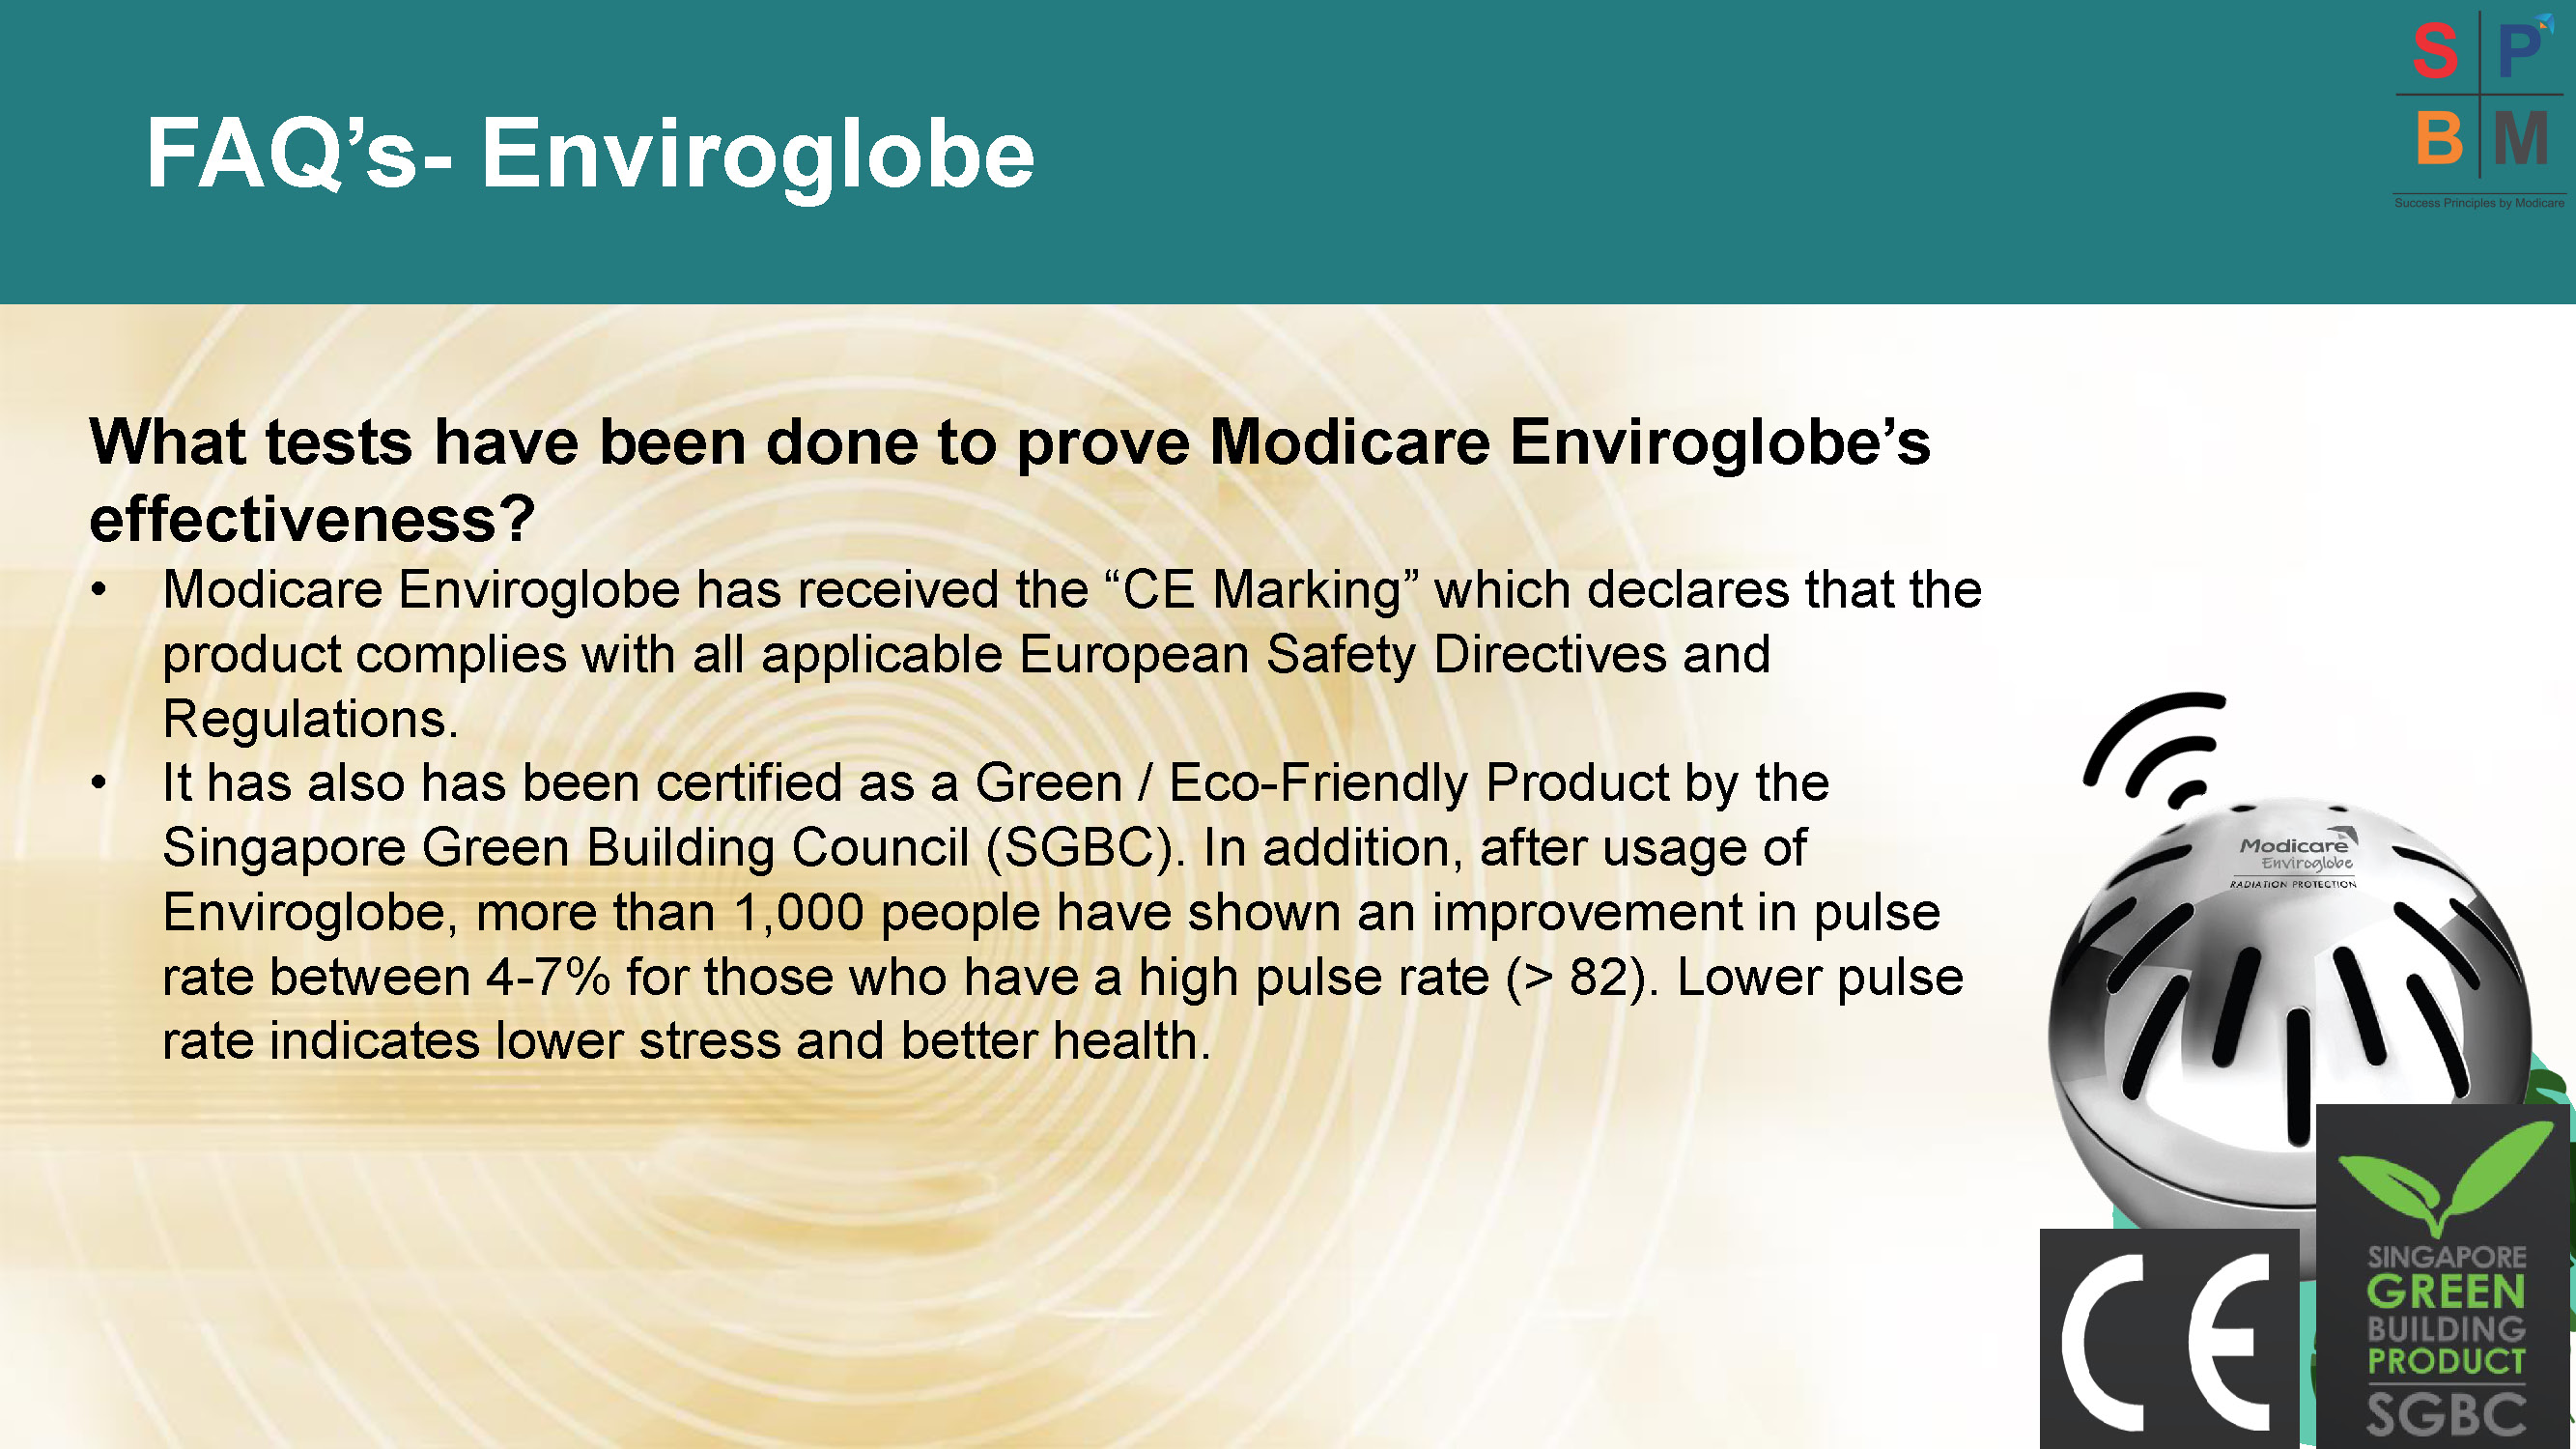 S P
B M
Success Principles by Modicare
FAQ’s- Enviroglobe
What tests have been done to prove Modicare Enviroglobe’s
effectiveness?
• Modicare Enviroglobe has received the “CE Marking” which declares that the
product complies with all applicable European Safety Directives and
Regulations.
• It has also has been certified as a Green / Eco-Friendly Product by the
Singapore Green Building Council (SGBC). In addition, after usage of
Enviroglobe, more than 1,000 people have shown an improvement in pulse
rate between 4-7% for those who have a high pulse rate (> 82). Lower pulse
rate indicates lower stress and better health.
Modicare
Enviroglobe
RADIATION PROTECTION
CE
SINGAPORE
GREEN
BUILDING
PRODUCT
SGBC